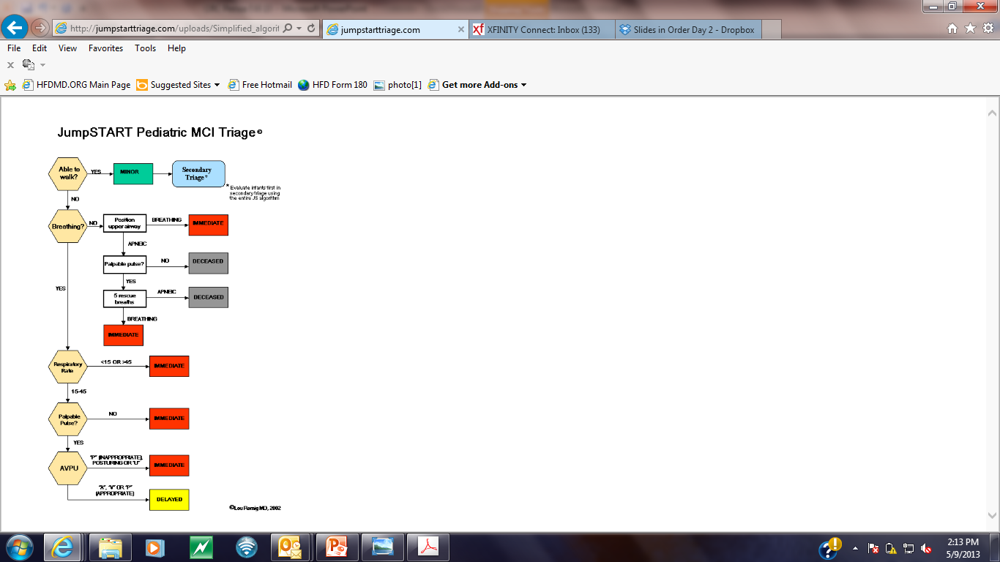 http://jumpstarttriage.com/uploads/Simplified_algorit
jumpstarttriage.com
XFINITY Connect: Inbox (133)
Slides in Order Day 2 - Dropbox
File Edit View Favorites Tools Help
HFDMD.ORG Main Page
Suggested Sites
Free Hotmail
HFD Form 180
photo[1]
Get more Add-ons
JumpSTART Pediatric MCI Triage©
Able to
walk?
YES
MINOR
Secondary
Triage*
* Evaluate infants first in
secondary triage using
the entire JS algorithm
NO
Breathing?
NO
Position
upper airway
BREATHING
IMMEDIATE
APNEIC
Palpable pulse?
NO
DECEASED
YES
YES
5 rescue
breaths
APNEIC
DECEASED
BREATHING
IMMEDIATE
Respiratory
Rate
<15 OR >45
IMMEDIATE
15-45
Palpable
Pulse?
NO
IMMEDIATE
YES
AVPU
"P" (INAPPROPRIATE),
POSTURING OR "U"
IMMEDIATE
"A", "V" OR "P"
(APPROPRIATE)
DELAYED
©Lou Romig MD, 2002
2:13 PM
5/9/2013